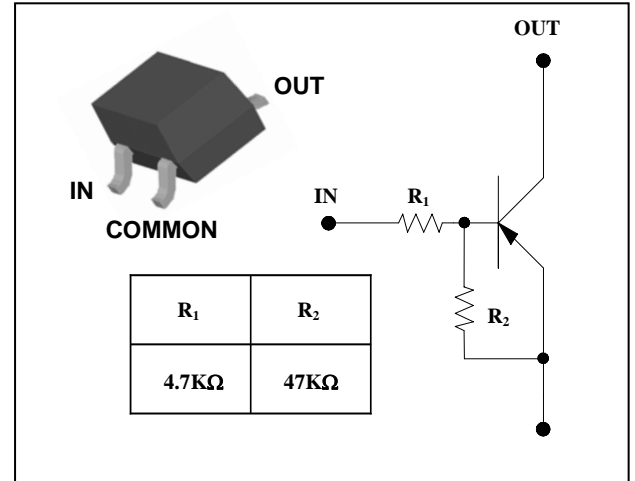 OUT
OUT
IN
COMMON
IN
R₁
R₂
R₁ R₂
4.7KΩ 47KΩ